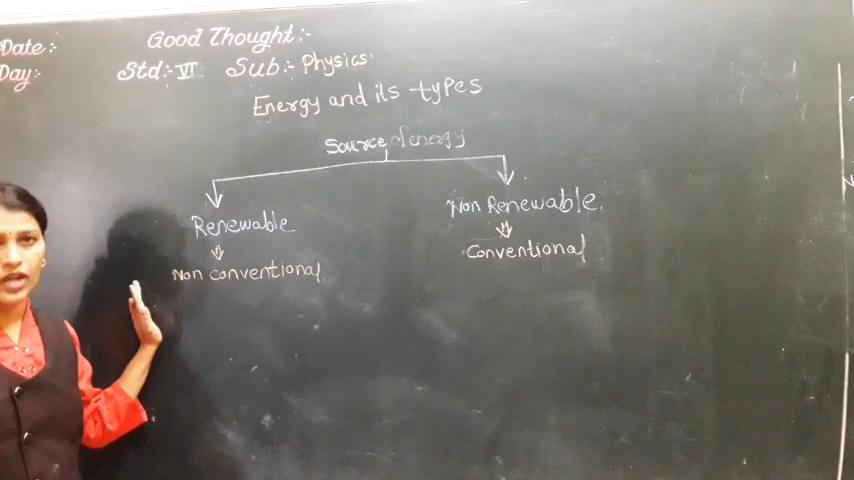 Date:- Good Thought:-
Day:- Std:- VI Sub:- Physics
Energy and its types
Source of energy
Renewable Non Renewable.
Non conventional Conventional